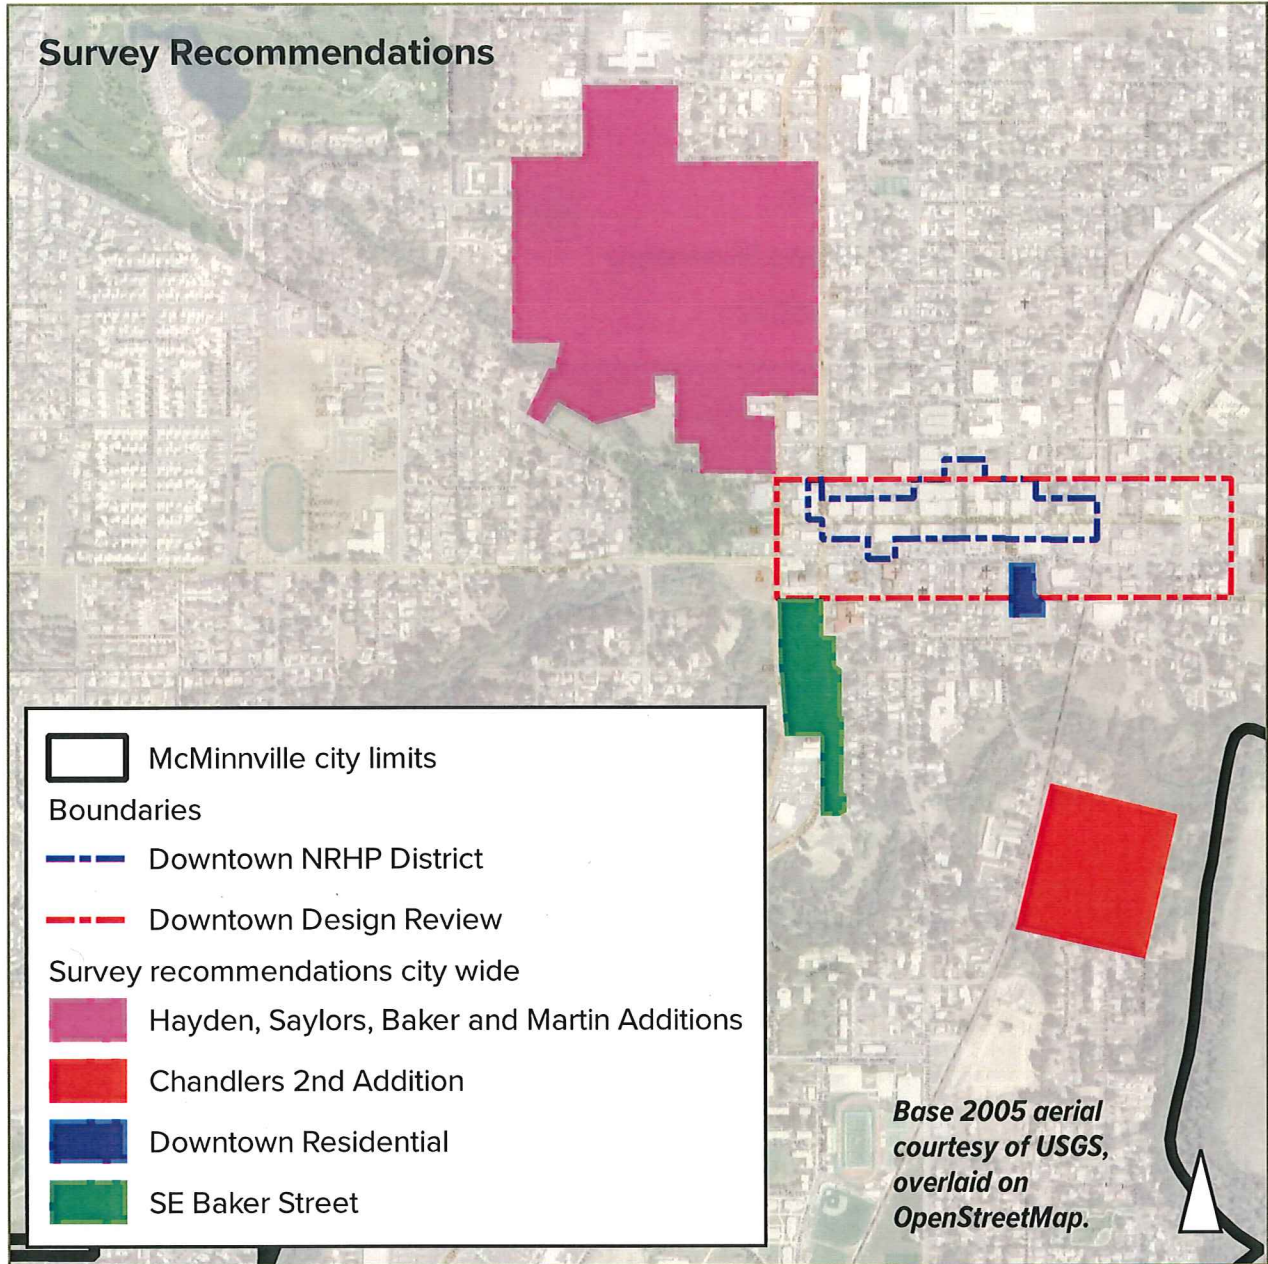 Survey Recommendations
McMinnville city limits
Boundaries
Downtown NRHP District
Downtown Design Review
Survey recommendations city wide
Hayden, Saylors, Baker and Martin Additions
Chandlers 2nd Addition
Downtown Residential
SE Baker Street
Base 2005 aerial
courtesy of USGS,
overlaid on
OpenStreetMap.